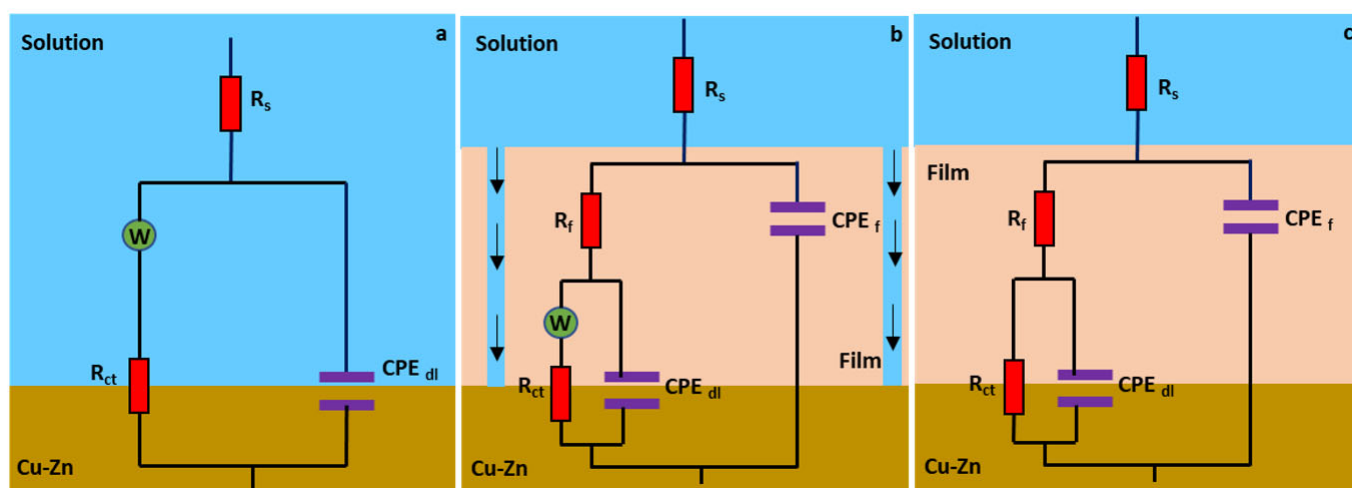 Solution
a
Rs
W
Rct
CPE dl
Cu-Zn
Solution
b
Rs
Rf
CPE f
W
Film
Rct
CPE dl
Cu-Zn
Solution
c
Rs
Film
Rf
CPE f
Rct
CPE dl
Cu-Zn